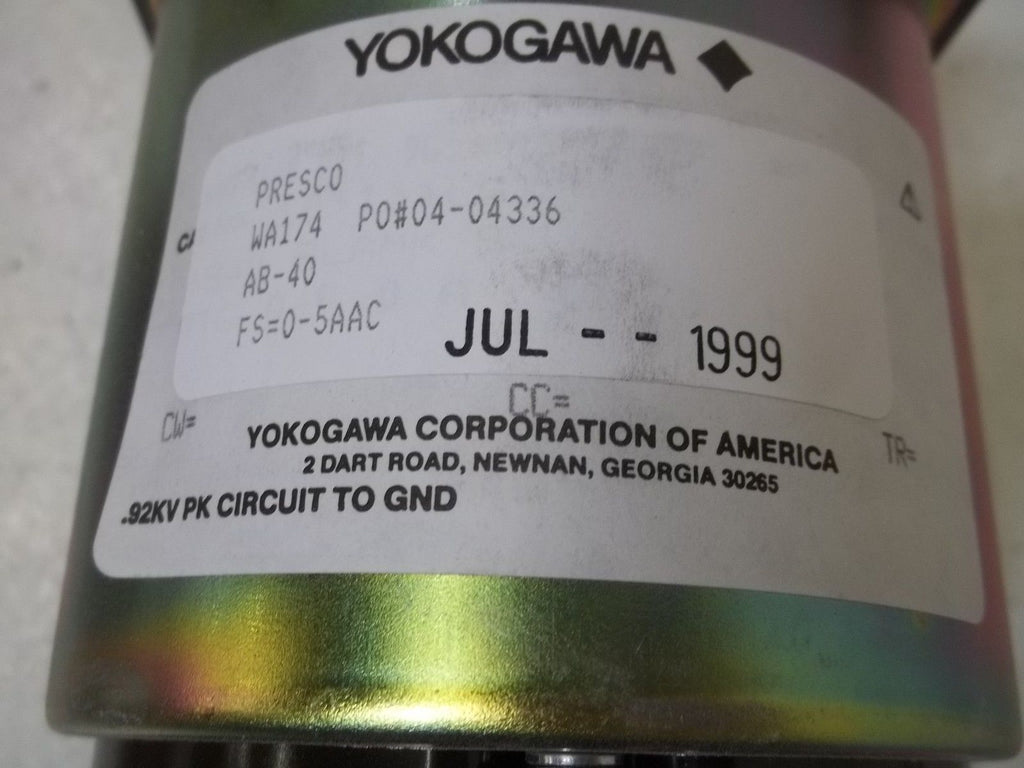 YOKOGAWA
PRESCO
WA174 PO#04-04336
AB-40
FS=0-5AAC
JUL -- 1999
CW= CC= TR=
YOKOGAWA CORPORATION OF AMERICA
2 DART ROAD, NEWNAN, GEORGIA 30265
.92KV PK CIRCUIT TO GND